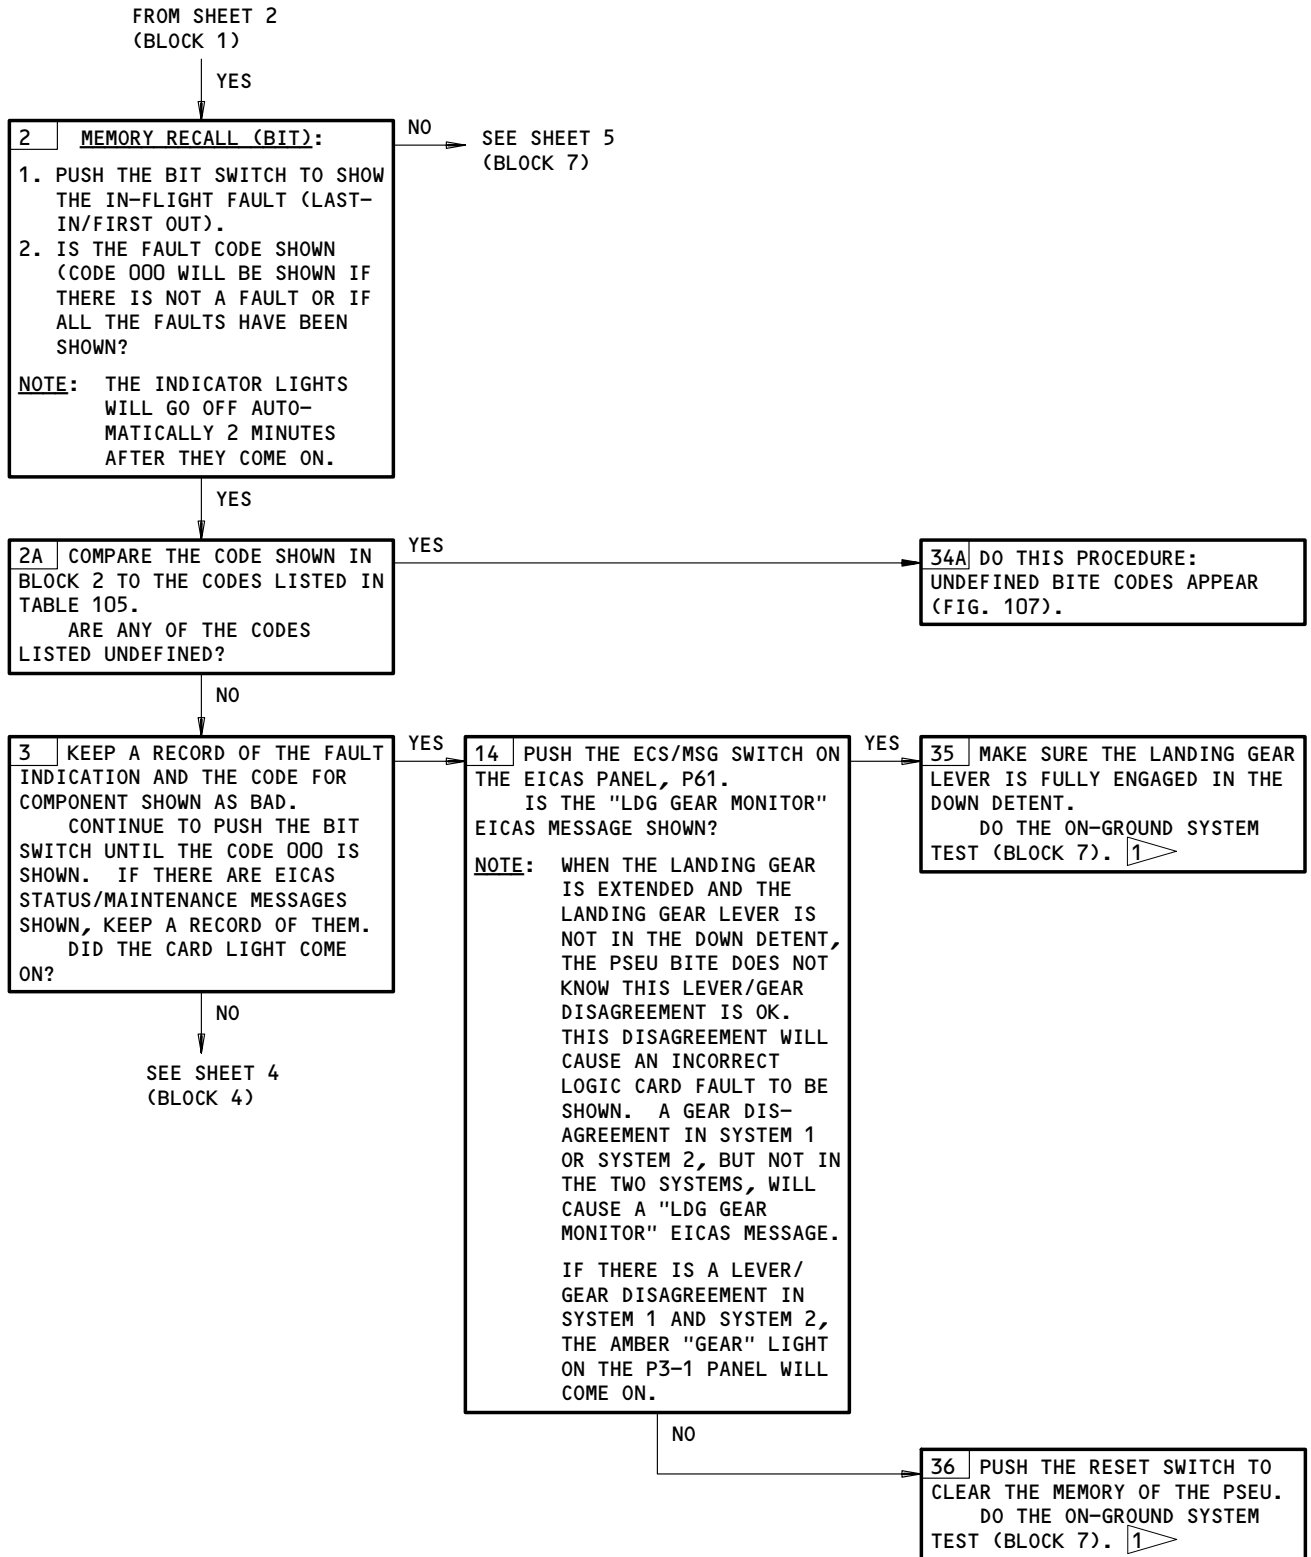 FROM SHEET 2
(BLOCK 1)
YES
2 MEMORY RECALL (BIT):
1. PUSH THE BIT SWITCH TO SHOW
THE IN-FLIGHT FAULT (LAST-
IN/FIRST OUT).
2. IS THE FAULT CODE SHOWN
(CODE 000 WILL BE SHOWN IF
THERE IS NOT A FAULT OR IF
ALL THE FAULTS HAVE BEEN
SHOWN?
NOTE: THE INDICATOR LIGHTS
WILL GO OFF AUTO-
MATICALLY 2 MINUTES
AFTER THEY COME ON.
NO
SEE SHEET 5
(BLOCK 7)
YES
2A COMPARE THE CODE SHOWN IN
BLOCK 2 TO THE CODES LISTED IN
TABLE 105.
ARE ANY OF THE CODES
LISTED UNDEFINED?
YES
34A DO THIS PROCEDURE:
UNDEFINED BITE CODES APPEAR
(FIG. 107).
NO
3 KEEP A RECORD OF THE FAULT
INDICATION AND THE CODE FOR
COMPONENT SHOWN AS BAD.
CONTINUE TO PUSH THE BIT
SWITCH UNTIL THE CODE 000 IS
SHOWN. IF THERE ARE EICAS
STATUS/MAINTENANCE MESSAGES
SHOWN, KEEP A RECORD OF THEM.
DID THE CARD LIGHT COME
ON?
NO
SEE SHEET 4
(BLOCK 4)
YES
14 PUSH THE ECS/MSG SWITCH ON
THE EICAS PANEL, P61.
IS THE "LDG GEAR MONITOR"
EICAS MESSAGE SHOWN?
NOTE: WHEN THE LANDING GEAR
IS EXTENDED AND THE
LANDING GEAR LEVER IS
NOT IN THE DOWN DETENT,
THE PSEU BITE DOES NOT
KNOW THIS LEVER/GEAR
DISAGREEMENT IS OK.
THIS DISAGREEMENT WILL
CAUSE AN INCORRECT
LOGIC CARD FAULT TO BE
SHOWN. A GEAR DIS-
AGREEMENT IN SYSTEM 1
OR SYSTEM 2, BUT NOT IN
THE TWO SYSTEMS, WILL
CAUSE A "LDG GEAR
MONITOR" EICAS MESSAGE.
IF THERE IS A LEVER/
GEAR DISAGREEMENT IN
SYSTEM 1 AND SYSTEM 2,
THE AMBER "GEAR" LIGHT
ON THE P3-1 PANEL WILL
COME ON.
YES
35 MAKE SURE THE LANDING GEAR
LEVER IS FULLY ENGAGED IN THE
DOWN DETENT.
DO THE ON-GROUND SYSTEM
TEST (BLOCK 7). 1
NO
36 PUSH THE RESET SWITCH TO
CLEAR THE MEMORY OF THE PSEU.
DO THE ON-GROUND SYSTEM
TEST (BLOCK 7). 1